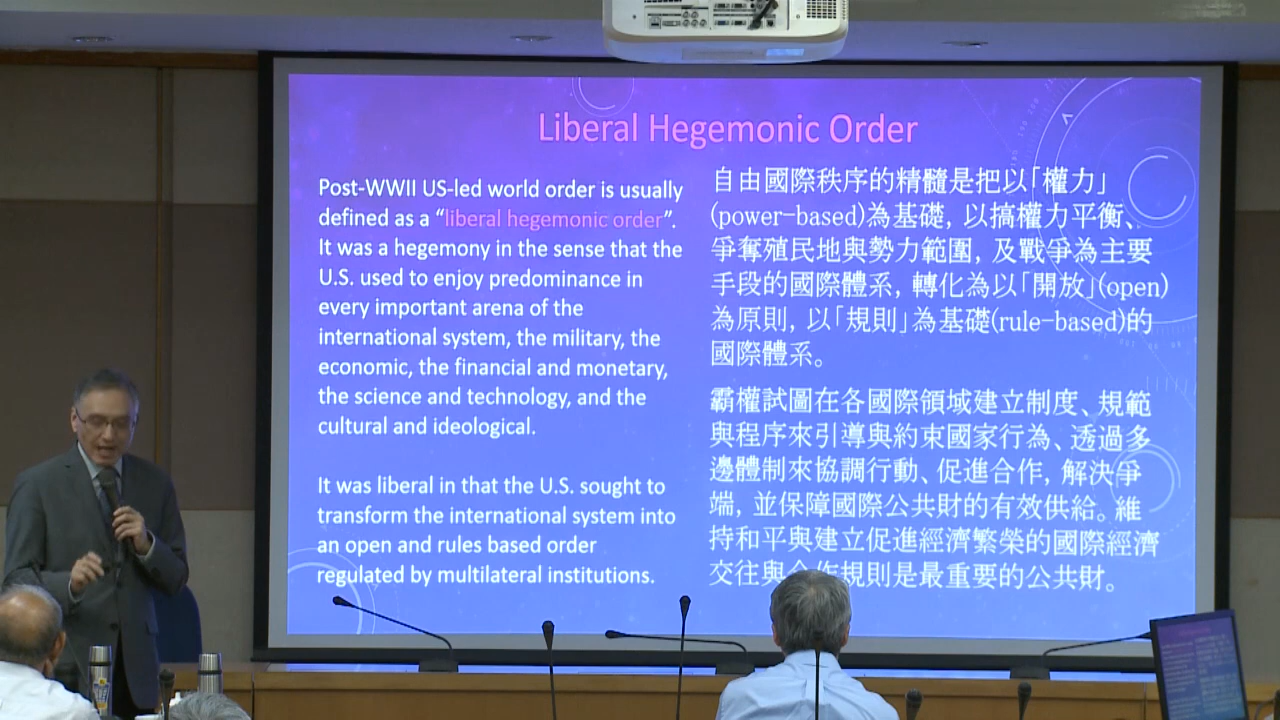 Liberal Hegemonic Order
Post-WWII US-led world order is usually
defined as a “liberal hegemonic order”.
It was a hegemony in the sense that the
U.S. used to enjoy predominance in
every important arena of the
international system, the military, the
economic, the financial and monetary,
the science and technology, and the
cultural and ideological.
It was liberal in that the U.S. sought to
transform the international system into
an open and rules based order
regulated by multilateral institutions.
自由國際秩序的精髓是把以「權力」
(power-based)為基礎，以搞權力平衡、
爭奪殖民地與勢力範圍，及戰爭為主要
手段的國際體系，轉化為以「開放」(open)
為原則，以「規則」為基礎(rule-based)的
國際體系。
霸權試圖在各國際領域建立制度、規範
與程序來引導與約束國家行為、透過多
邊體制來協調行動、促進合作，解決爭
端，並保障國際公共財的有效供給。維
持和平與建立促進經濟繁榮的國際經濟
交往與合作規則是最重要的公共財。